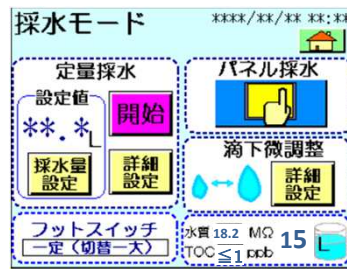 採水モード
****/**/** **:**
定量採水
設定値
**.*L
開始
採水量
設定
詳細
設定
パネル採水
滴下微調整
詳細
設定
フットスイッチ
一定(切替一大)
水質 18.2 MΩ
TOC ≦1 ppb
15 L